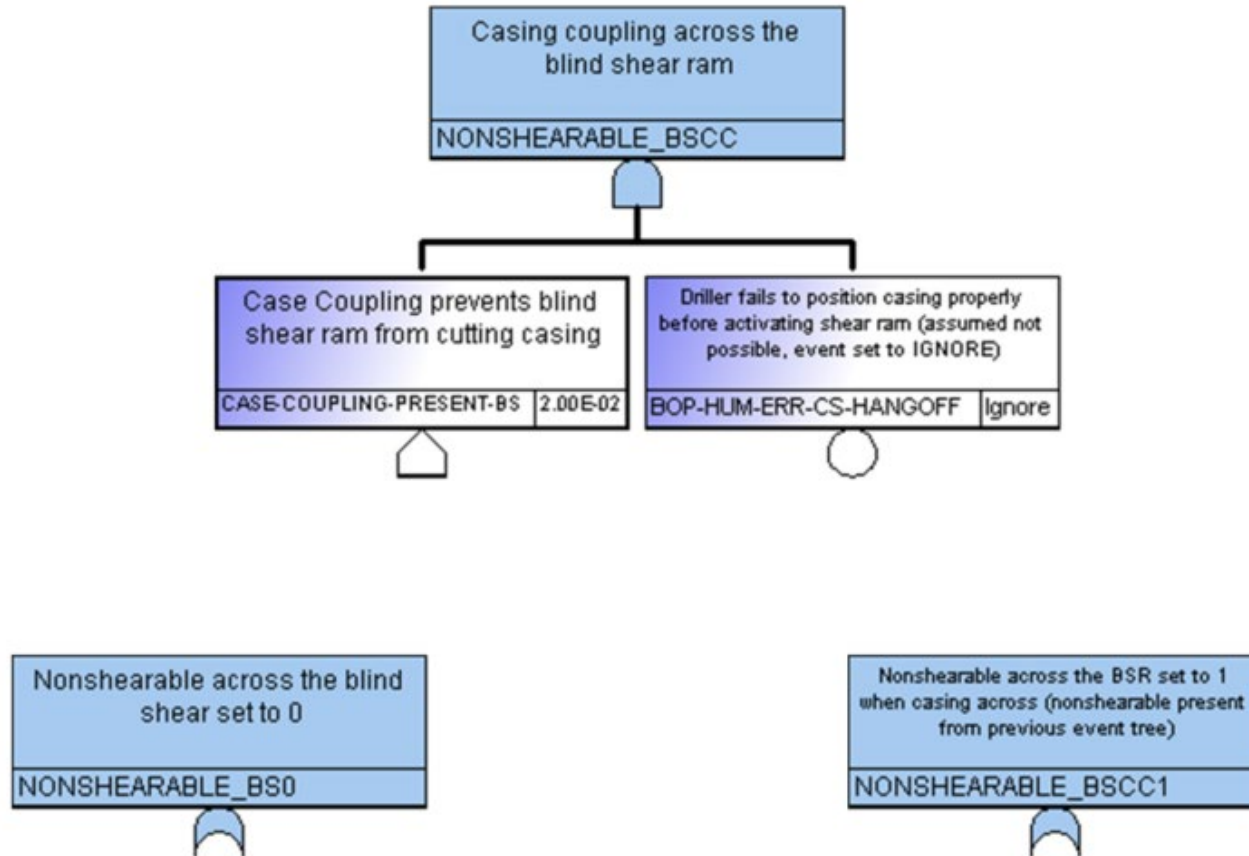 Casing coupling across the
blind shear ram
NONSHEARABLE_BSCC
Case Coupling prevents blind
shear ram from cutting casing
CASE-COUPLING-PRESENT-BS 2.00E-02
Driller fails to position casing properly
before activating shear ram (assumed not
possible, event set to IGNORE)
BOP-HUM-ERR-CS-HANGOFF Ignore
Nonshearable across the blind
shear set to 0
NONSHEARABLE_BS0
Nonshearable across the BSR set to 1
when casing across (nonshearable present
from previous event tree)
NONSHEARABLE_BSCC1